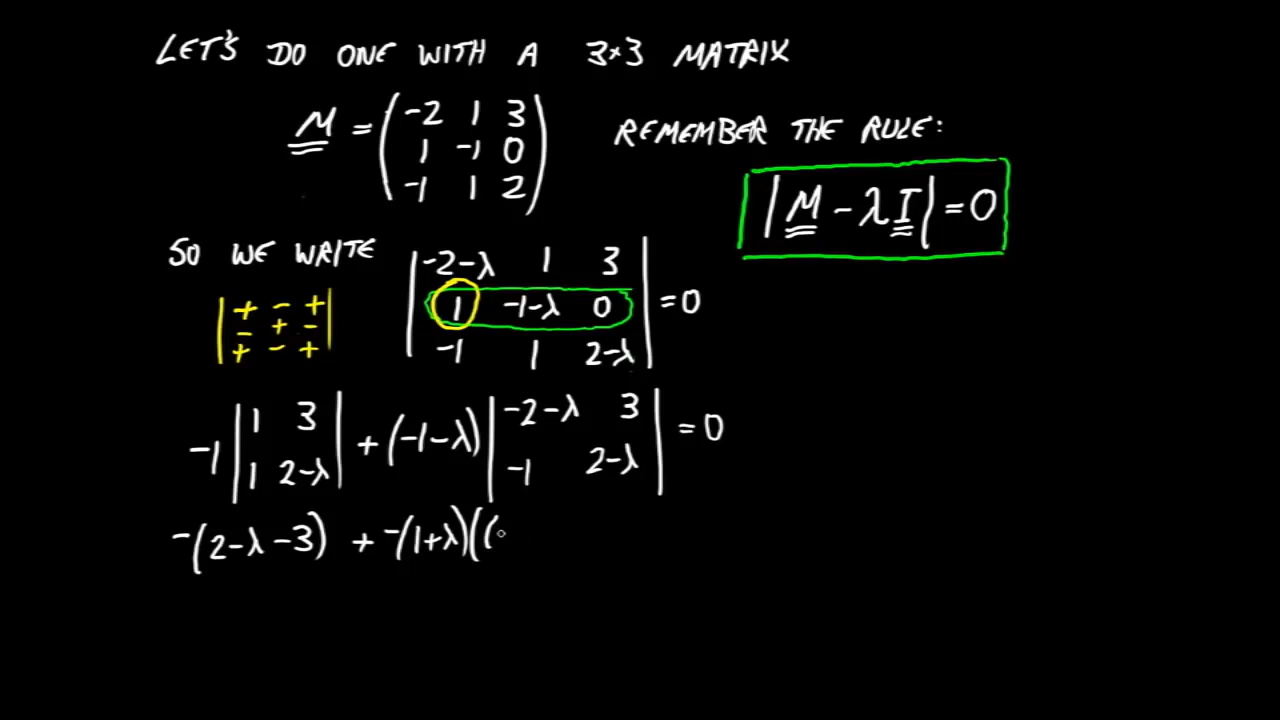 LET'S DO ONE WITH A 3×3 MATRIX
M = (-2 1 3
1 -1 0
-1 1 2)
REMEMBER THE RULE:
|M - λI| = 0
SO WE WRITE
|-2-λ 1 3|
|1 -1-λ 0| = 0
|-1 1 2-λ|
|+ - +|
|- + -|
|+ - +|
-1 |1 3| + (-1-λ) |-2-λ 3| = 0
|1 2-λ| |-1 2-λ|
-(2-λ-3) + -(1+λ)((